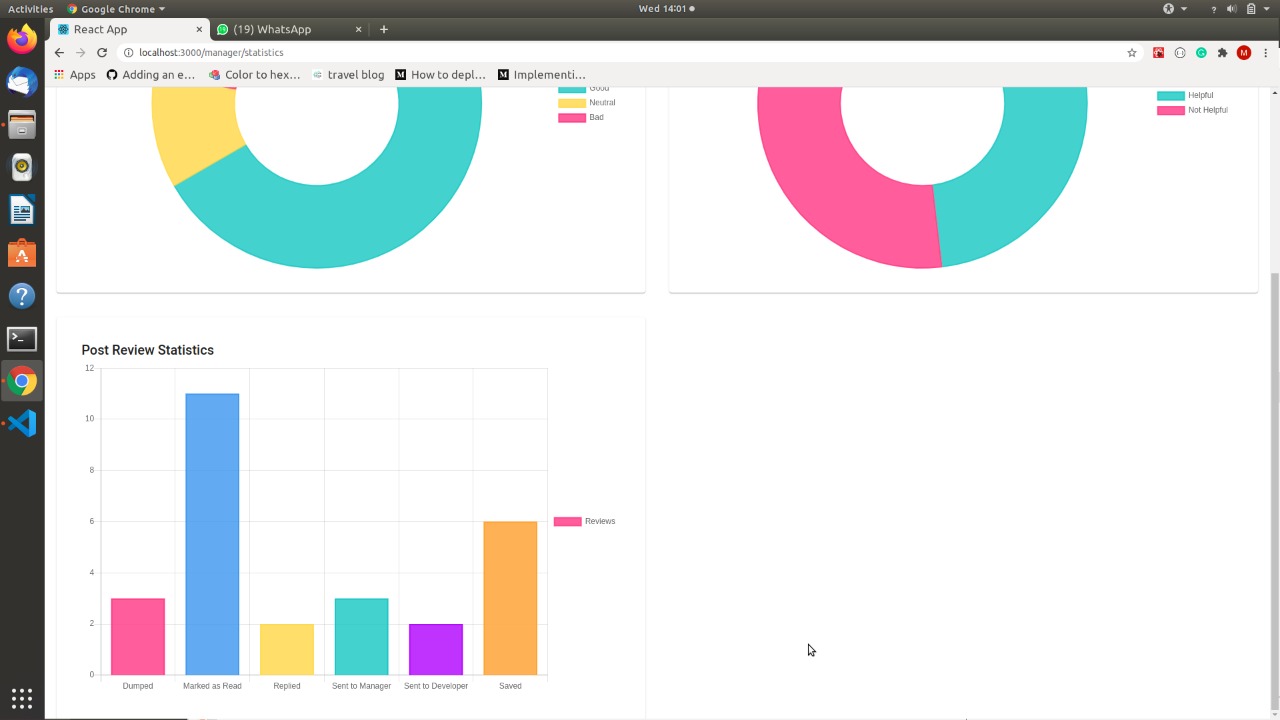 Activities
Google Chrome
Wed 14:01
React App
(19) WhatsApp
localhost:3000/manager/statistics
M
Apps
Adding an e...
Color to hex...
travel blog
How to depl...
Implementi...
Good
Neutral
Bad
Helpful
Not Helpful
Post Review Statistics
12
10
8
6
4
2
0
Reviews
Dumped
Marked as Read
Replied
Sent to Manager
Sent to Developer
Saved